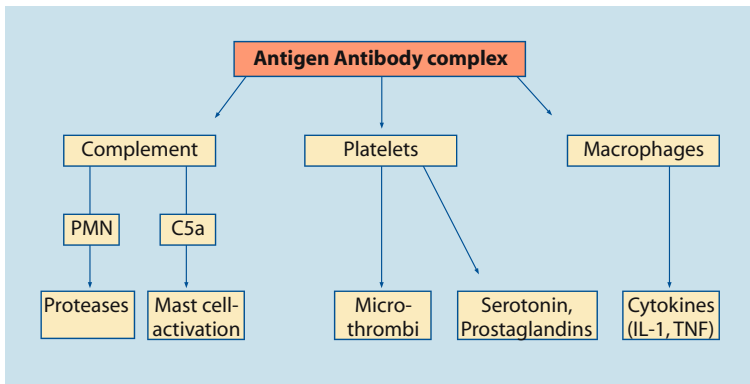 Antigen Antibody complex
Complement
Platelets
Macrophages
PMN
C5a
Proteases
Mast cell-
activation
Micro-
thrombi
Serotonin,
Prostaglandins
Cytokines
(IL-1, TNF)